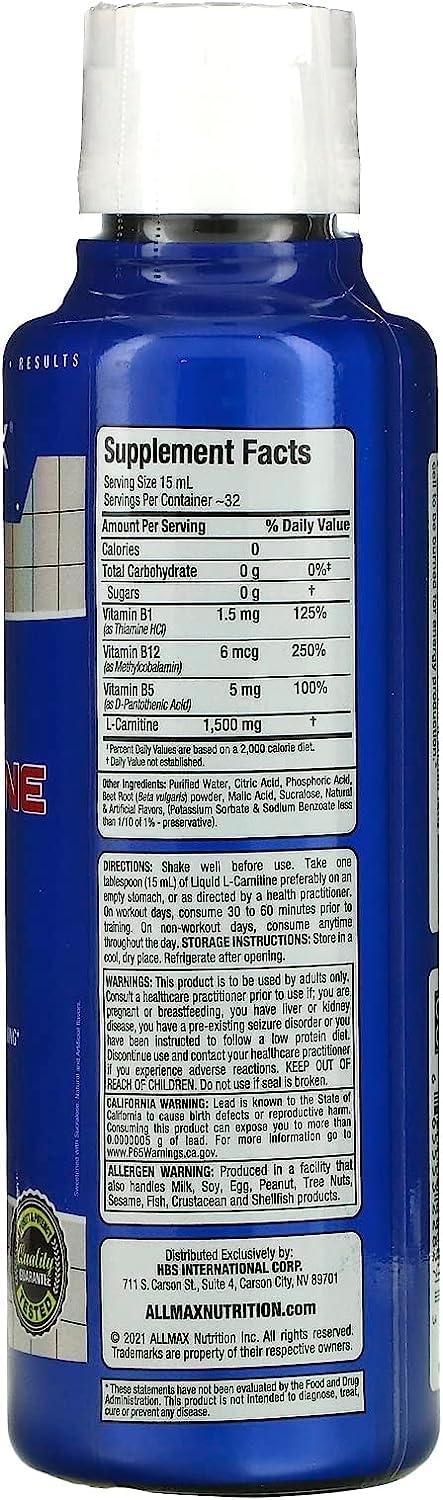 • RESULTS
X®
NE
Supplement Facts
Serving Size 15 mL
Servings Per Container ~32
Amount Per Serving % Daily Value
Calories 0
Total Carbohydrate 0 g 0%‡
Sugars 0 g †
Vitamin B1 1.5 mg 125%
(as Thiamine HCl)
Vitamin B12 6 mcg 250%
(as Methylcobalamin)
Vitamin B5 5 mg 100%
(as D-Pantothenic Acid)
L-Carnitine 1,500 mg †
‡Percent Daily Values are based on a 2,000 calorie diet.
† Daily Value not established.
Other Ingredients: Purified Water, Citric Acid, Phosphoric Acid,
Beet Root (Beta vulgaris) powder, Malic Acid, Sucralose, Natural
& Artificial Flavors, (Potassium Sorbate & Sodium Benzoate less
than 1/10 of 1% - preservative).
DIRECTIONS: Shake well before use. Take one
tablespoon (15 mL) of Liquid L-Carnitine preferably on an
empty stomach, or as directed by a health practitioner.
On workout days, consume 30 to 60 minutes prior to
training. On non-workout days, consume anytime
throughout the day. STORAGE INSTRUCTIONS: Store in a
cool, dry place. Refrigerate after opening.
WARNINGS: This product is to be used by adults only.
Consult a healthcare practitioner prior to use if; you are
pregnant or breastfeeding, you have liver or kidney
disease, you have a pre-existing seizure disorder or you
have been instructed to follow a low protein diet.
Discontinue use and contact your healthcare practitioner
if you experience adverse reactions. KEEP OUT OF
REACH OF CHILDREN. Do not use if seal is broken.
CALIFORNIA WARNING: Lead is known to the State of
California to cause birth defects or reproductive harm.
Consuming this product can expose you to more than
0.0000005 g of lead. For more information go to
www.P65Warnings.ca.gov.
ALLERGEN WARNING: Produced in a facility that
also handles Milk, Soy, Egg, Peanut, Tree Nuts,
Sesame, Fish, Crustacean and Shellfish products.
Distributed Exclusively by:
HBS INTERNATIONAL CORP.
711 S. Carson St., Suite 4, Carson City, NV 89701
ALLMAXNUTRITION.com
© 2021 ALLMAX Nutrition Inc. All rights reserved.
Trademarks are property of their respective owners.
*These statements have not been evaluated by the Food and Drug
Administration. This product is not intended to diagnose, treat,
cure or prevent any disease.
Sweetened with Sucralose. Natural and Artificial flavors.
Quality
GUARANTEE
TESTED